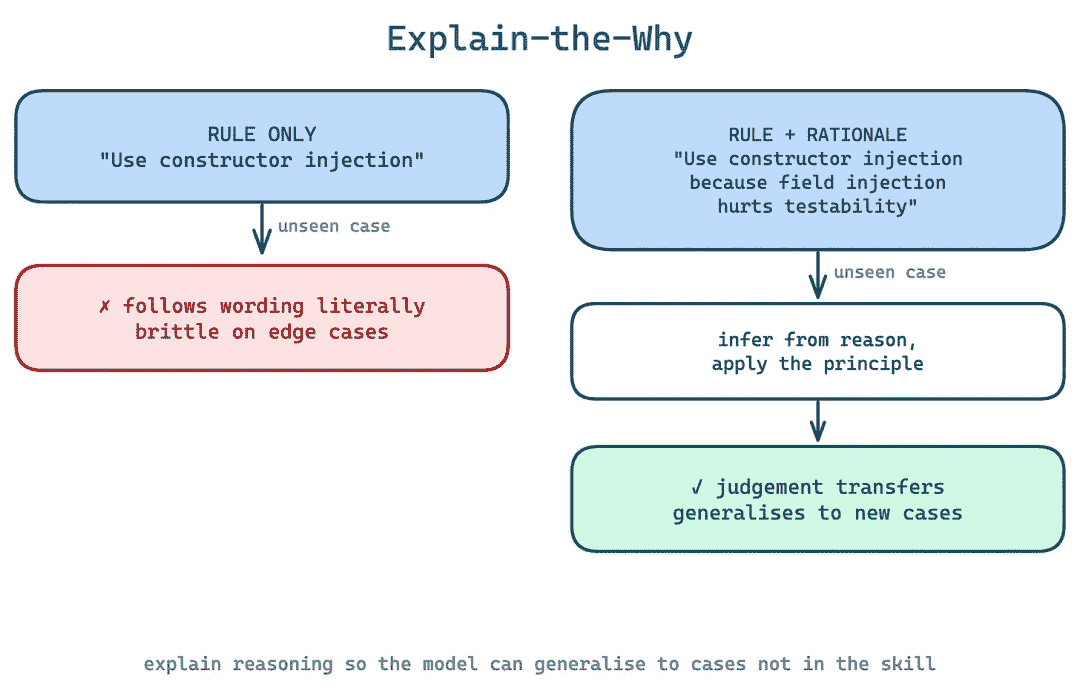 Explain-the-Why
RULE ONLY
"Use constructor injection"
unseen case
✗ follows wording literally
brittle on edge cases
RULE + RATIONALE
"Use constructor injection
because field injection
hurts testability"
unseen case
infer from reason,
apply the principle
✓ judgement transfers
generalises to new cases
explain reasoning so the model can generalise to cases not in the skill